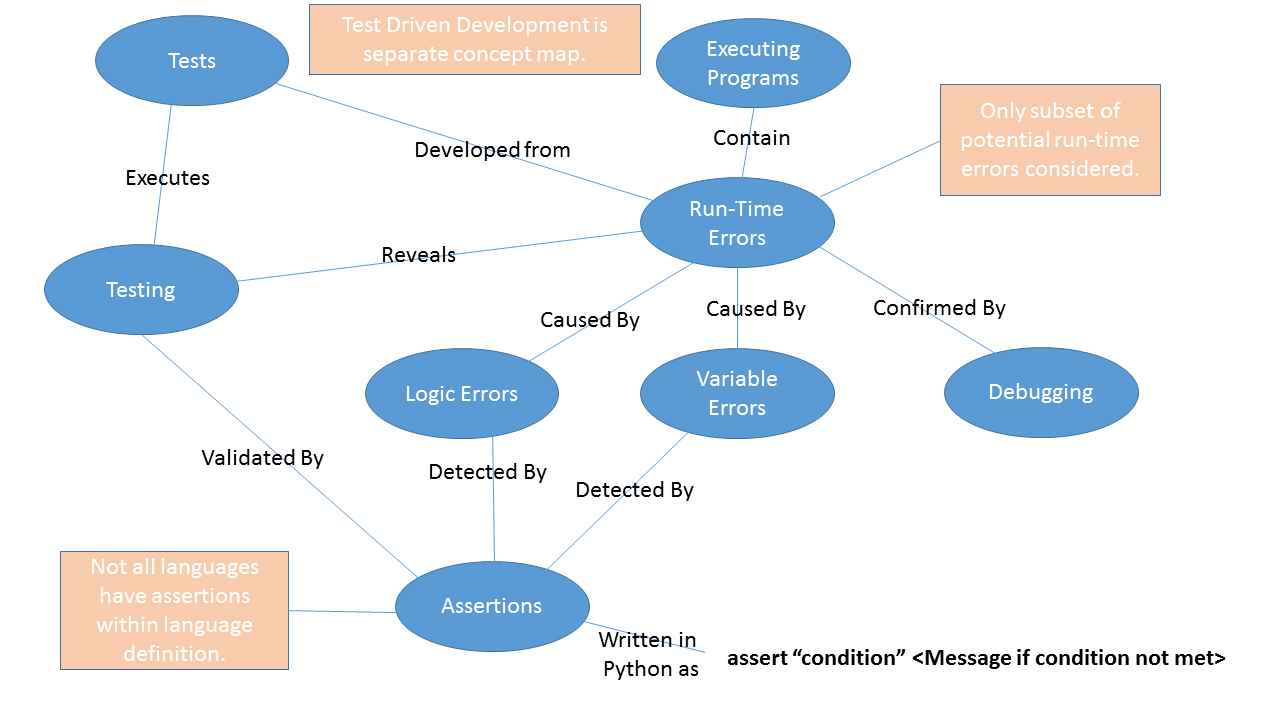 Test Driven Development is
separate concept map.
Tests
Executing
Programs
Only subset of
potential run-time
errors considered.
Contain
Developed from
Executes
Run-Time
Errors
Reveals
Testing
Caused By
Caused By
Confirmed By
Logic Errors
Variable
Errors
Debugging
Validated By
Detected By
Detected By
Not all languages
have assertions
within language
definition.
Assertions
Written in
Python as
assert “condition” <Message if condition not met>